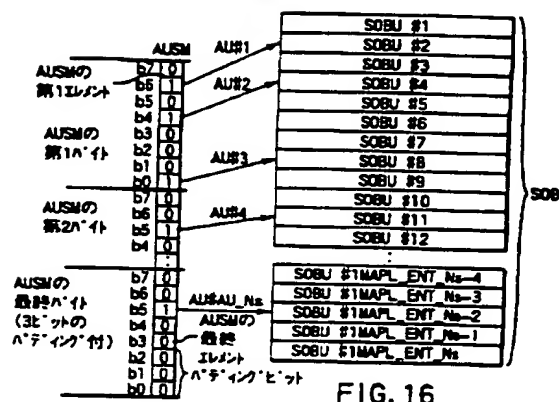 AUSM
AUSMの
第1エレメント
AUSMの
第1バイト
AUSMの
第2バイト
AUSMの
最終バイト
(3ビットの
パディング付)
b7 0
b6 1
b5 0
b4 1
b3 0
b2 0
b1 0
b0 1
b7 0
b6 0
b5 1
b4 0
b7 0
b6 0
b5 1
b4 0
b3 0
b2 0
b1 0
b0 0
AU#1
AU#2
AU#3
AU#4
AU#AU_Ns
AUSMの
最終
エレメント
パディングビット
SOBU #1
SOBU #2
SOBU #3
SOBU #4
SOBU #5
SOBU #6
SOBU #7
SOBU #8
SOBU #9
SOBU #10
SOBU #11
SOBU #12
SOBU #1MAPL_ENT_Ns-4
SOBU #1MAPL_ENT_Ns-3
SOBU #1MAPL_ENT_Ns-2
SOBU #1MAPL_ENT_Ns-1
SOBU #1MAPL_ENT_Ns
SOB
FIG. 16